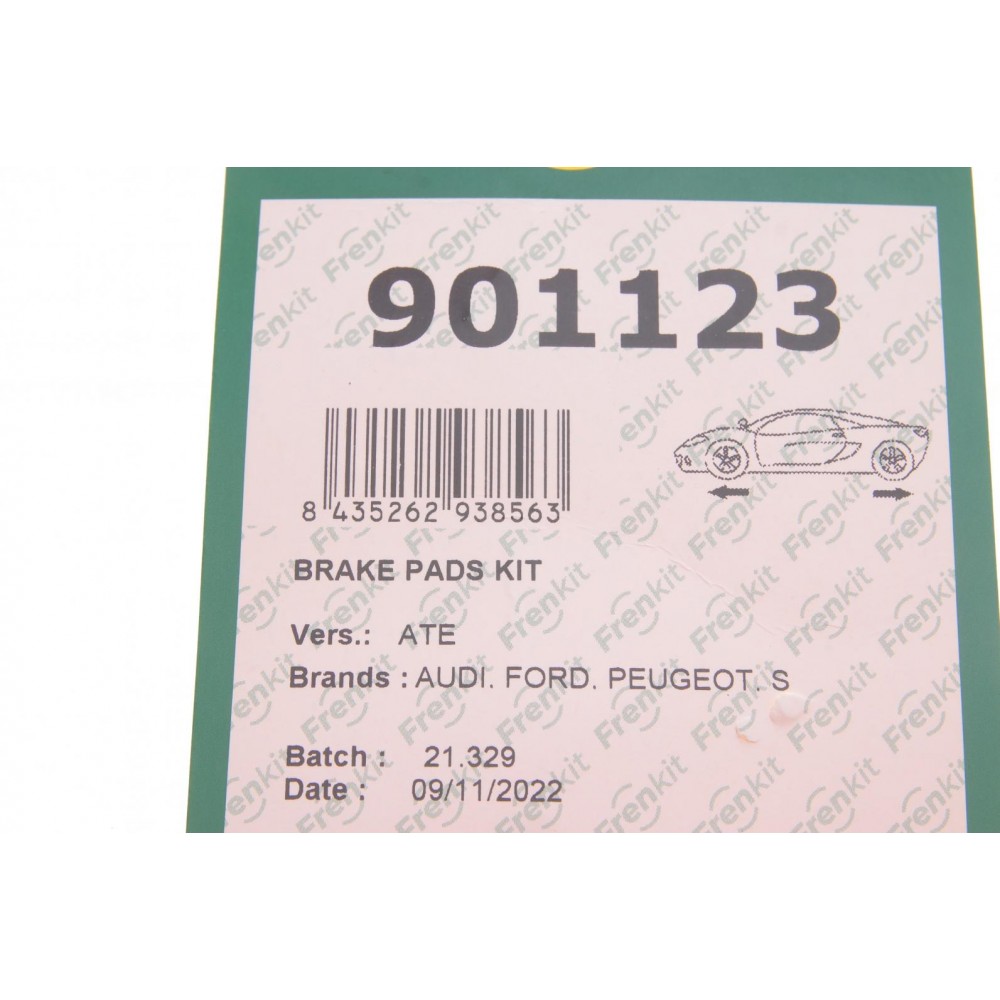 901123
8 435262 938563
BRAKE PADS KIT
Vers.: ATE
Brands : AUDI. FORD. PEUGEOT. S
Batch : 21.329
Date : 09/11/2022
Frenkit